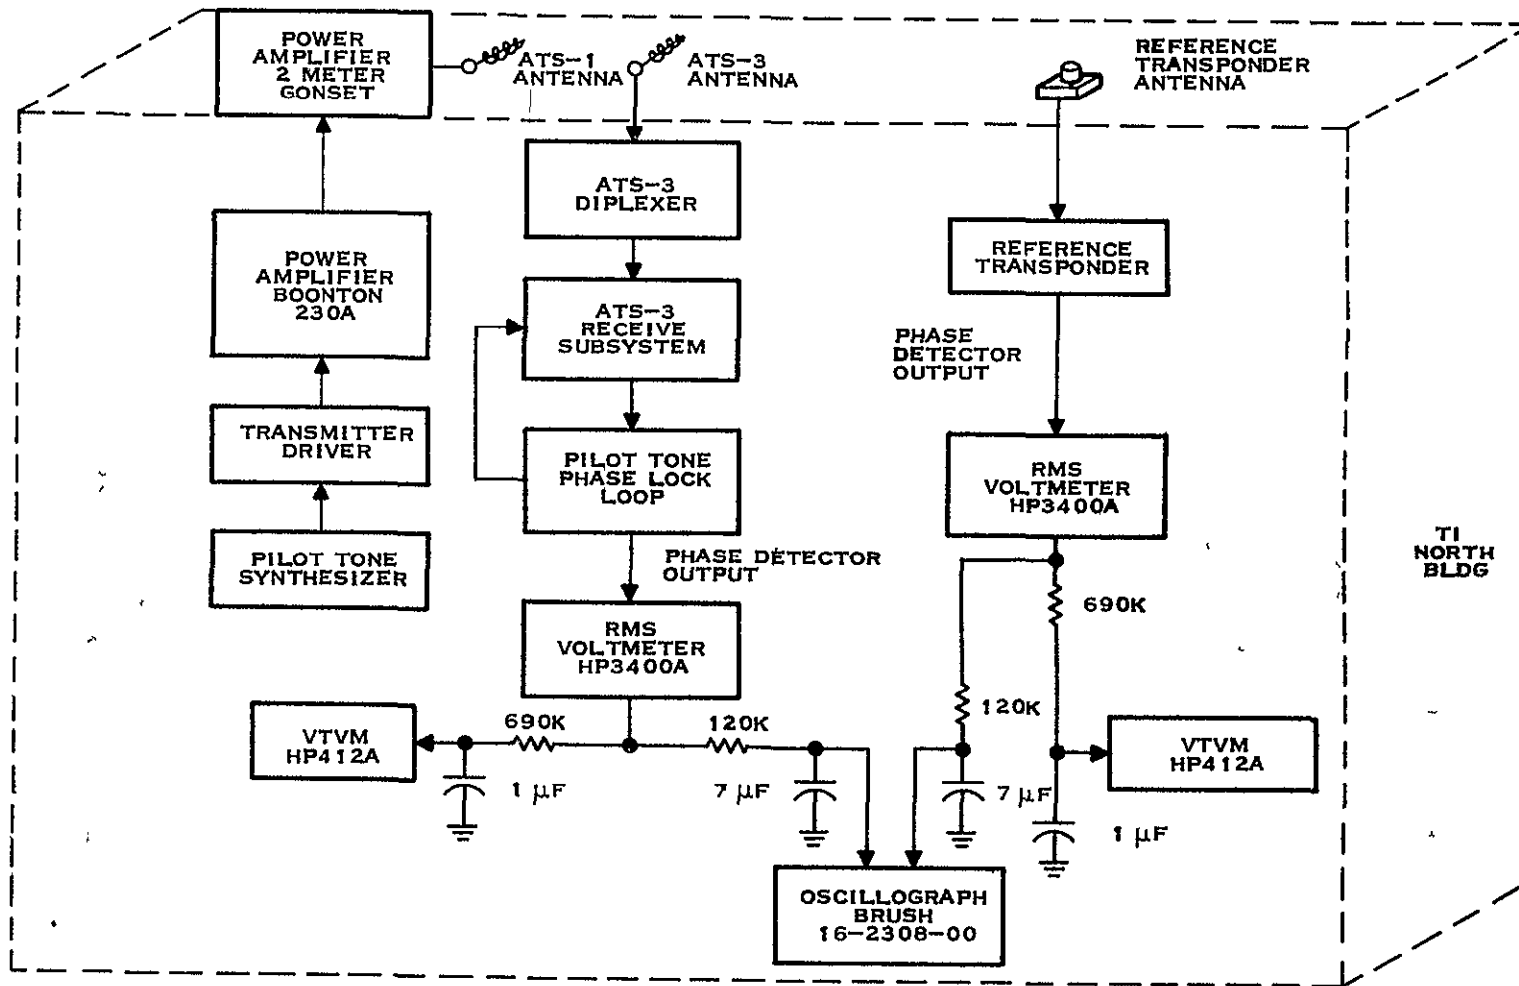 POWER
AMPLIFIER
2 METER
GONSET
ATS-1
ANTENNA
ATS-3
ANTENNA
REFERENCE
TRANSPONDER
ANTENNA
ATS-3
DIPLEXER
POWER
AMPLIFIER
BOONTON
230A
REFERENCE
TRANSPONDER
ATS-3
RECEIVE
SUBSYSTEM
PHASE
DETECTOR
OUTPUT
TRANSMITTER
DRIVER
PILOT TONE
PHASE LOCK
LOOP
RMS
VOLTMETER
HP3400A
PILOT TONE
SYNTHESIZER
PHASE DETECTOR
OUTPUT
TI
NORTH
BLDG
690K
RMS
VOLTMETER
HP3400A
690K
120K
120K
VTVM
HP412A
VTVM
HP412A
1 μF
7 μF
7 μF
1 μF
OSCILLOGRAPH
BRUSH
16-2308-00